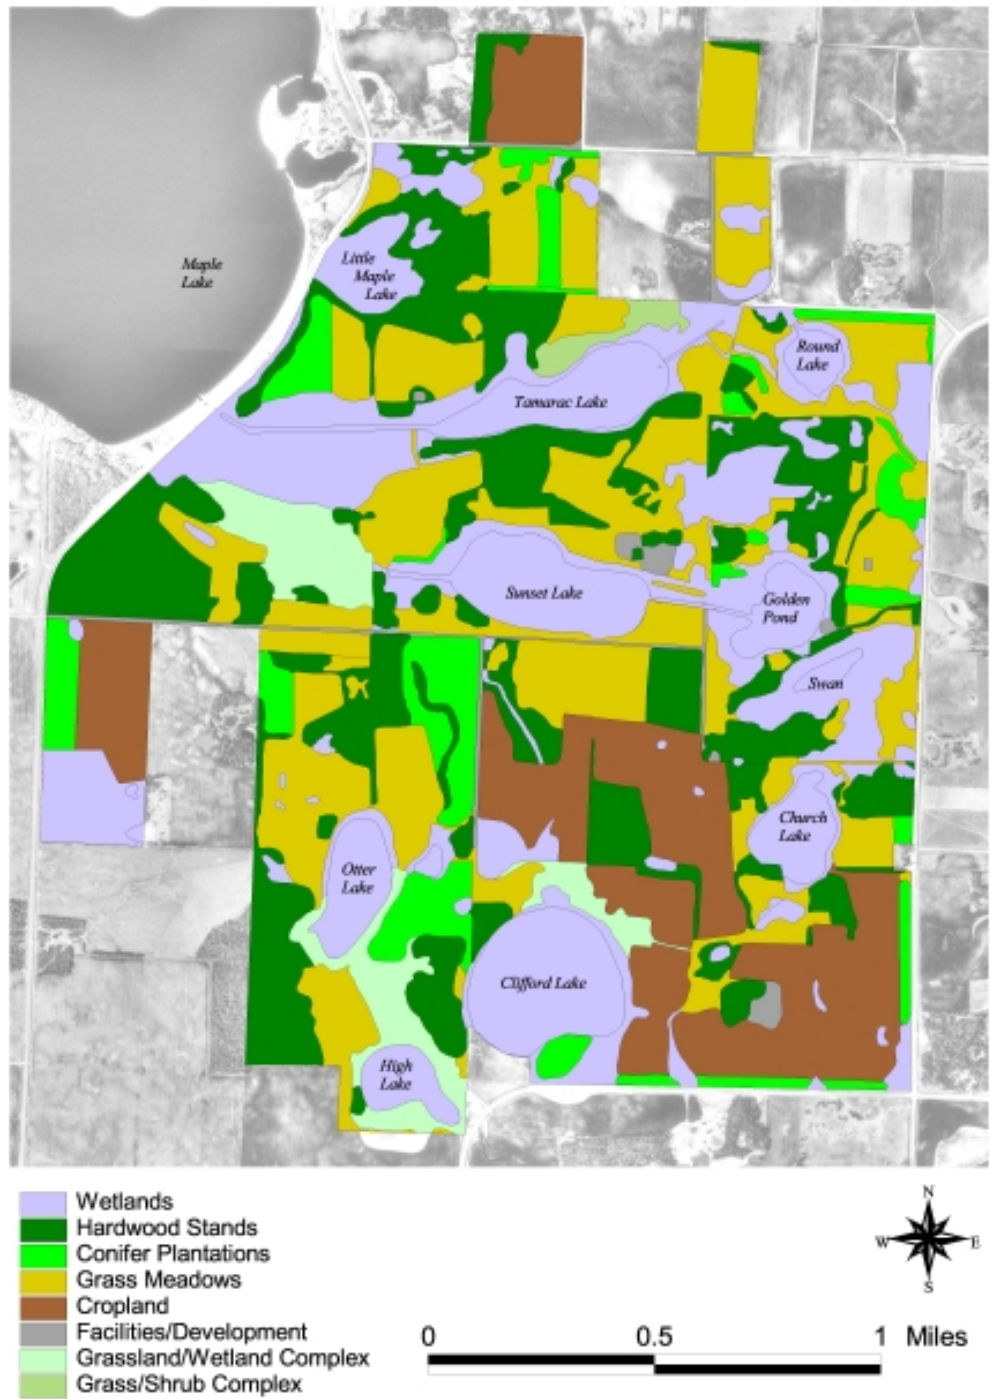 Maple
Lake
Little
Maple
Lake
Round
Lake
Tamarac Lake
Sunset Lake
Golden
Pond
Swan
Church
Lake
Otter
Lake
Clifford Lake
High
Lake
Wetlands
Hardwood Stands
Conifer Plantations
Grass Meadows
Cropland
Facilities/Development
Grassland/Wetland Complex
Grass/Shrub Complex
N
W E
S
0 0.5 1 Miles